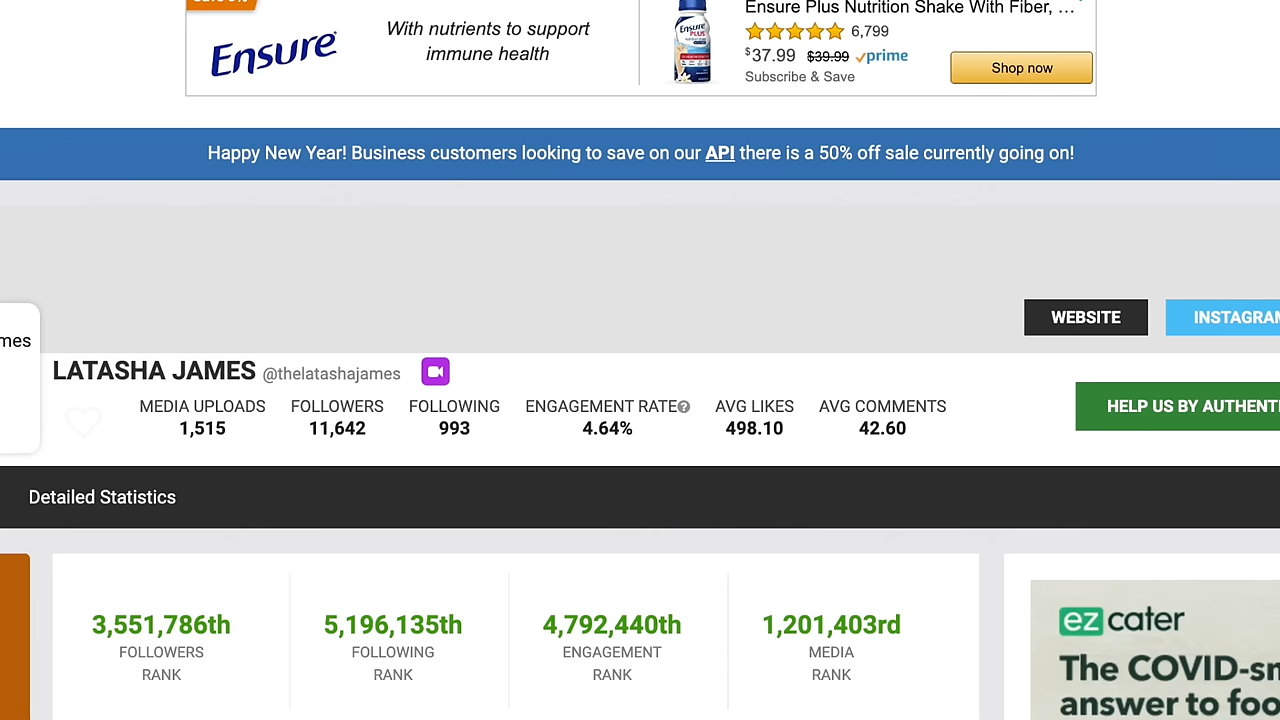 Ensure Plus Nutrition Shake With Fiber, ...
With nutrients to support
immune health
Ensure
Ensure
PLUS
6,799
$37.99 $39.99 prime
Subscribe & Save
Shop now
Happy New Year! Business customers looking to save on our API there is a 50% off sale currently going on!
WEBSITE
INSTAGRAM
mes
LATASHA JAMES @thelatashajames
MEDIA UPLOADS FOLLOWERS FOLLOWING ENGAGEMENT RATE? AVG LIKES AVG COMMENTS
1,515 11,642 993 4.64% 498.10 42.60
HELP US BY AUTHENTI
Detailed Statistics
3,551,786th 5,196,135th 4,792,440th 1,201,403rd
FOLLOWERS FOLLOWING ENGAGEMENT MEDIA
RANK RANK RANK RANK
ezcater
The COVID-sm
answer to foo